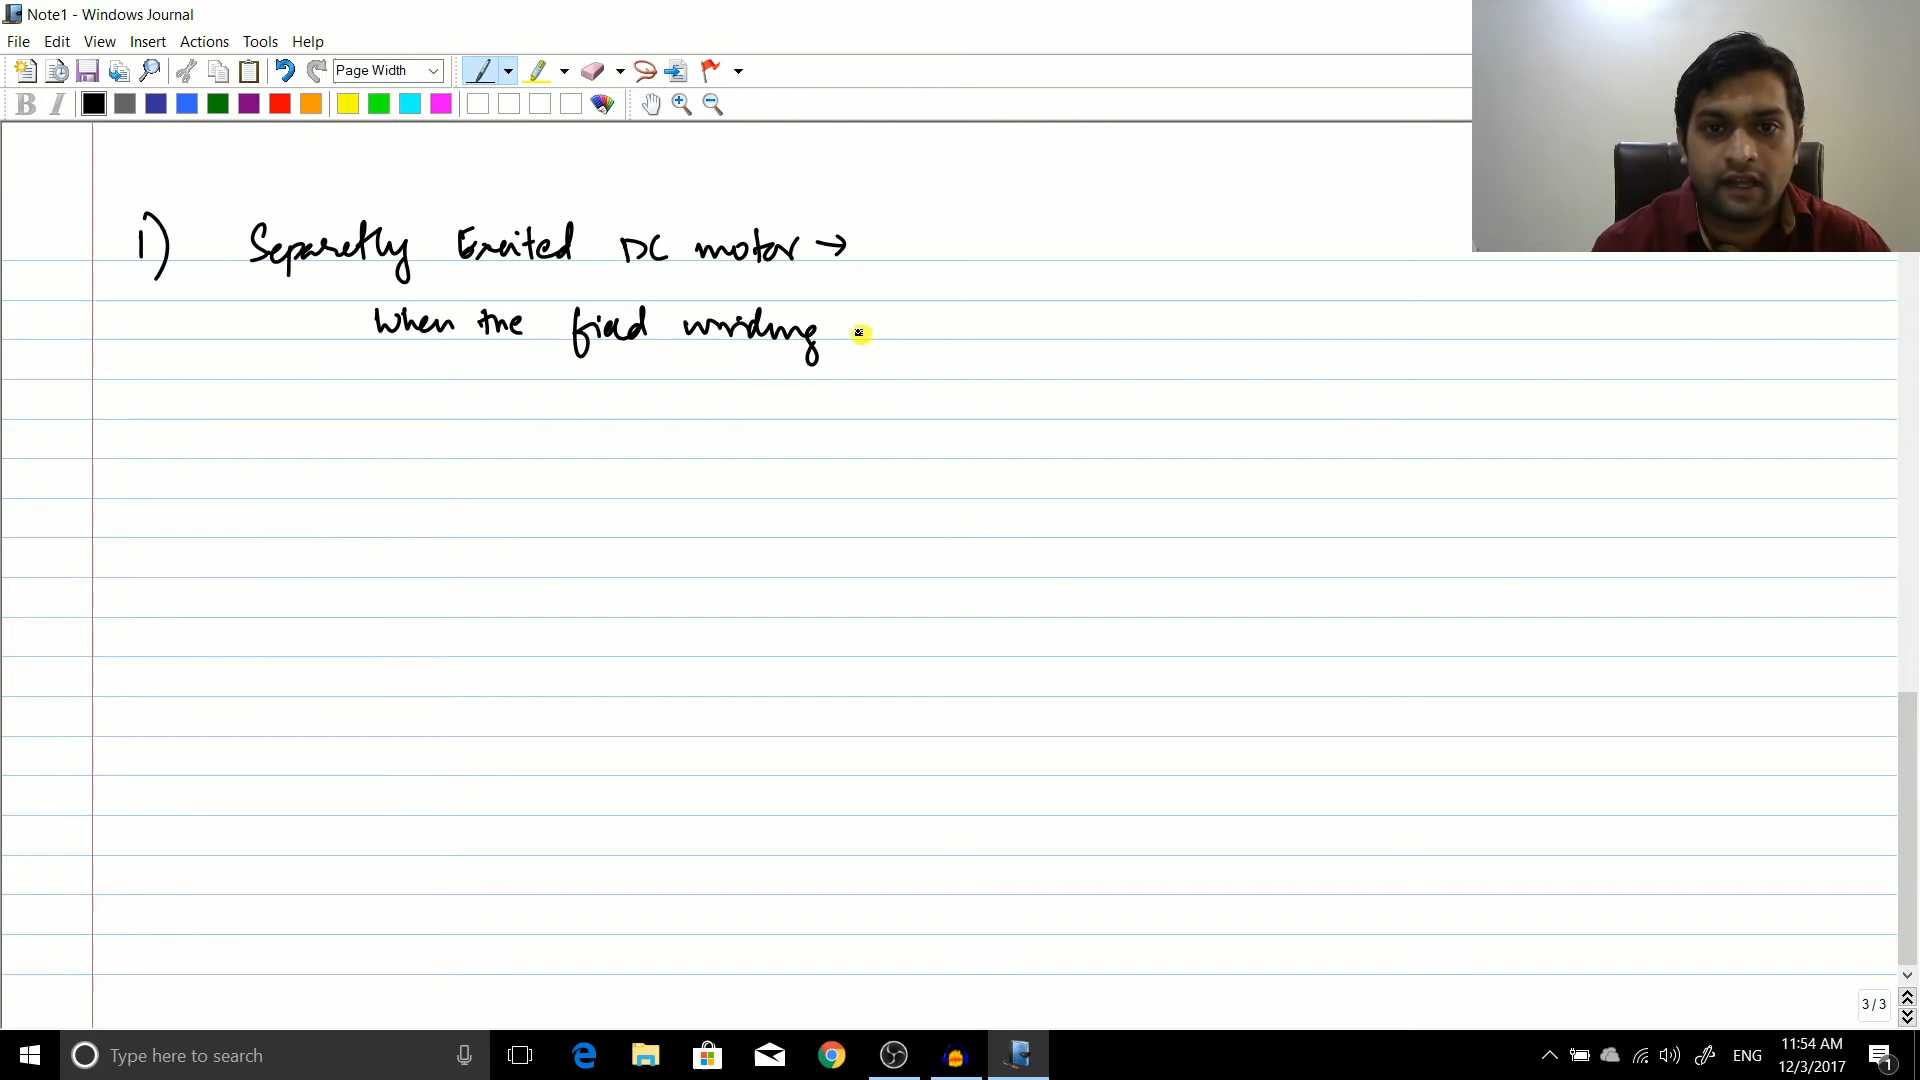 Note1 - Windows Journal
File Edit View Insert Actions Tools Help
Page Width
B I
1) Separetly Excited DC motor →
When the field winding
3 / 3
Type here to search
ENG
11:54 AM
12/3/2017
1